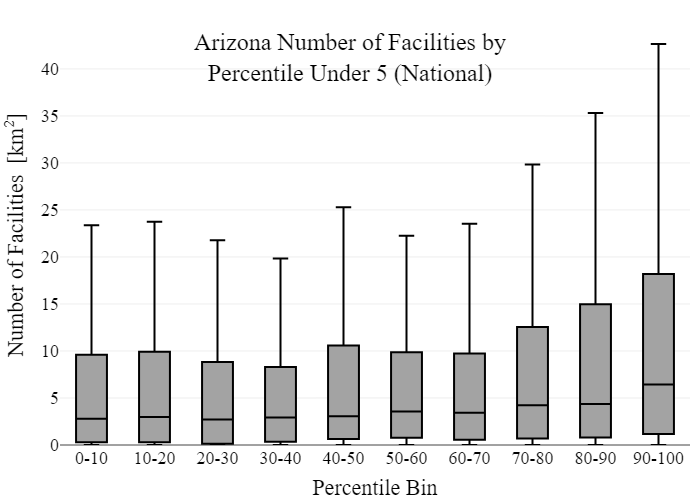 Arizona Number of Facilities by
Percentile Under 5 (National)
Number of Facilities [km²]
40
35
30
25
20
15
10
5
0
0-10 10-20 20-30 30-40 40-50 50-60 60-70 70-80 80-90 90-100
Percentile Bin